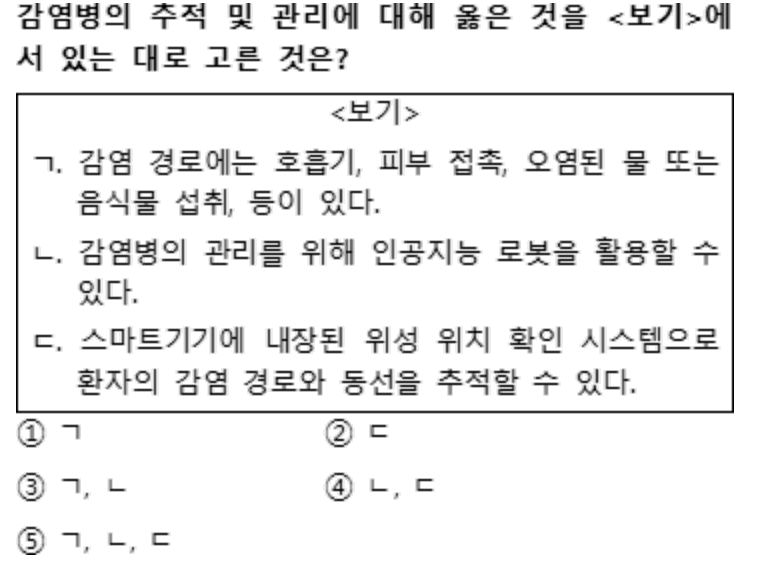 감염병의 추적 및 관리에 대해 옳은 것을 <보기>에
서 있는 대로 고른 것은?
<보기>
ㄱ. 감염 경로에는 호흡기, 피부 접촉, 오염된 물 또는
음식물 섭취, 등이 있다.
ㄴ. 감염병의 관리를 위해 인공지능 로봇을 활용할 수
있다.
ㄷ. 스마트기기에 내장된 위성 위치 확인 시스템으로
환자의 감염 경로와 동선을 추적할 수 있다.
① ㄱ ② ㄷ
③ ㄱ, ㄴ ④ ㄴ, ㄷ
⑤ ㄱ, ㄴ, ㄷ